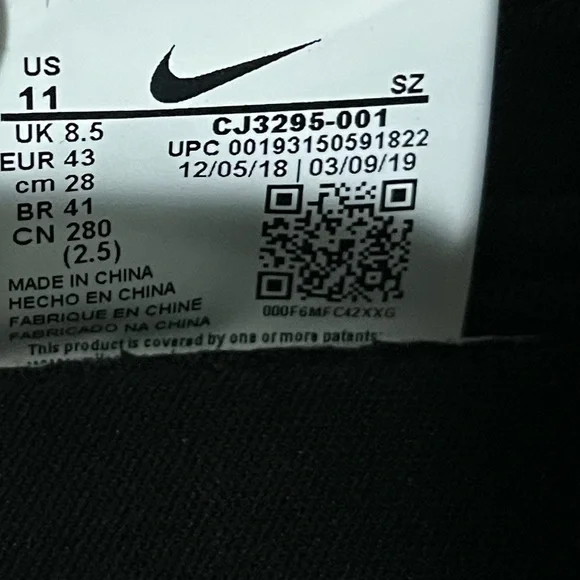 US
11
SZ
UK 8.5
EUR 43
cm 28
BR 41
CN 280
(2.5)
CJ3295-001
UPC 00193150591822
12/05/18 | 03/09/19
000F6MFC42XXG
MADE IN CHINA
HECHO EN CHINA
FABRIQUE EN CHINE
FABRICADO NA CHINA
This product is covered by one or more patents: